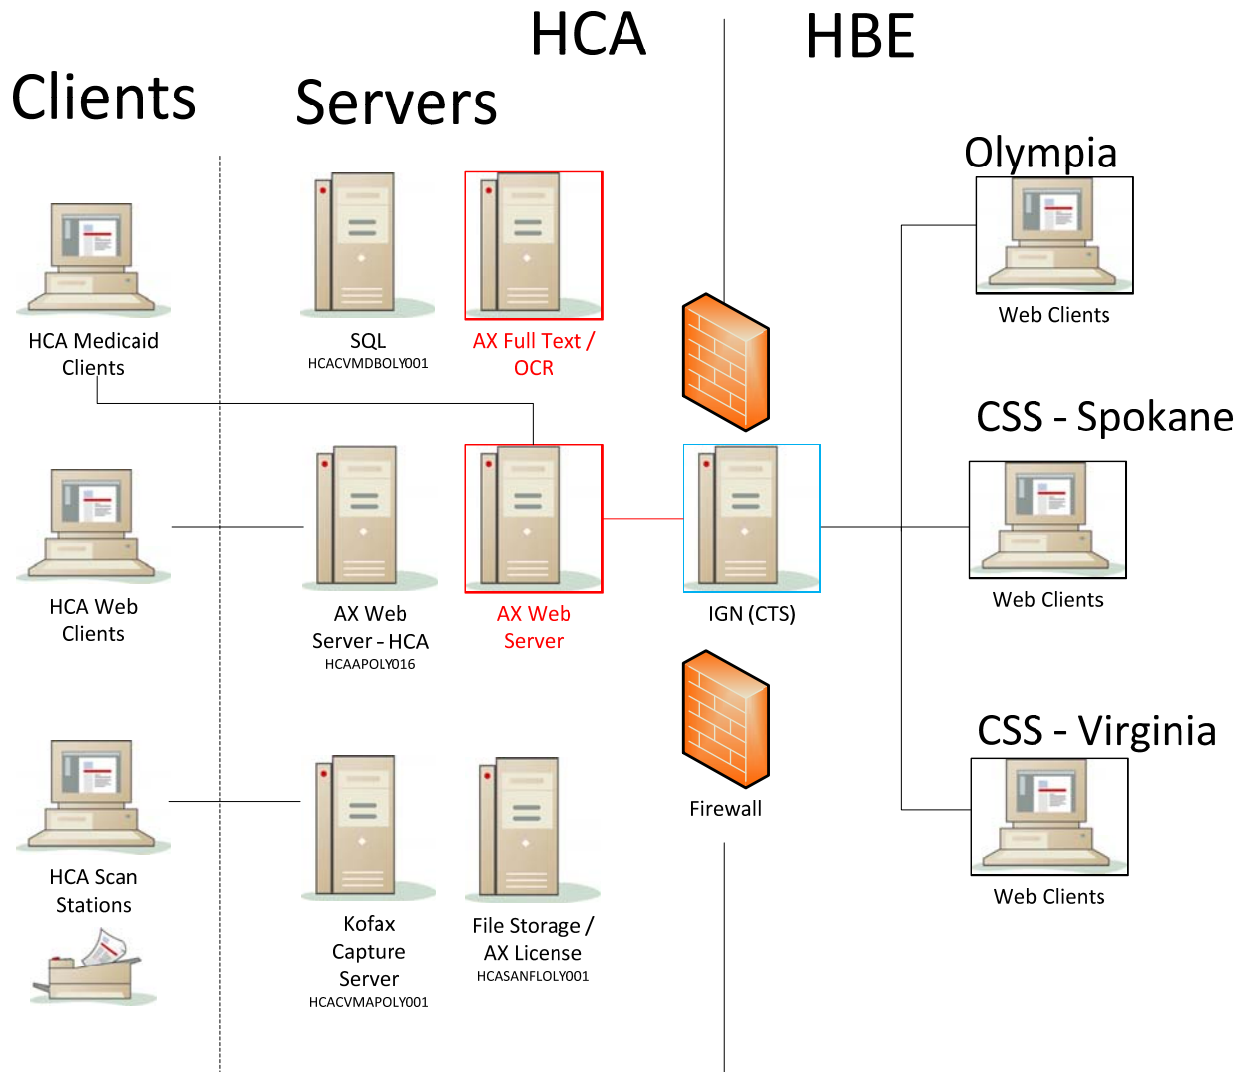 HCA
HBE
Clients
Servers
Olympia
Web Clients
HCA Medicaid
Clients
SQL
HCACVMDBOLY001
AX Full Text /
OCR
CSS - Spokane
Web Clients
HCA Web
Clients
AX Web
Server – HCA
HCAAPOLY016
AX Web
Server
IGN (CTS)
CSS - Virginia
Web Clients
Firewall
HCA Scan
Stations
Kofax
Capture
Server
HCACVMAPOLY001
File Storage /
AX License
HCASANFLOLY001